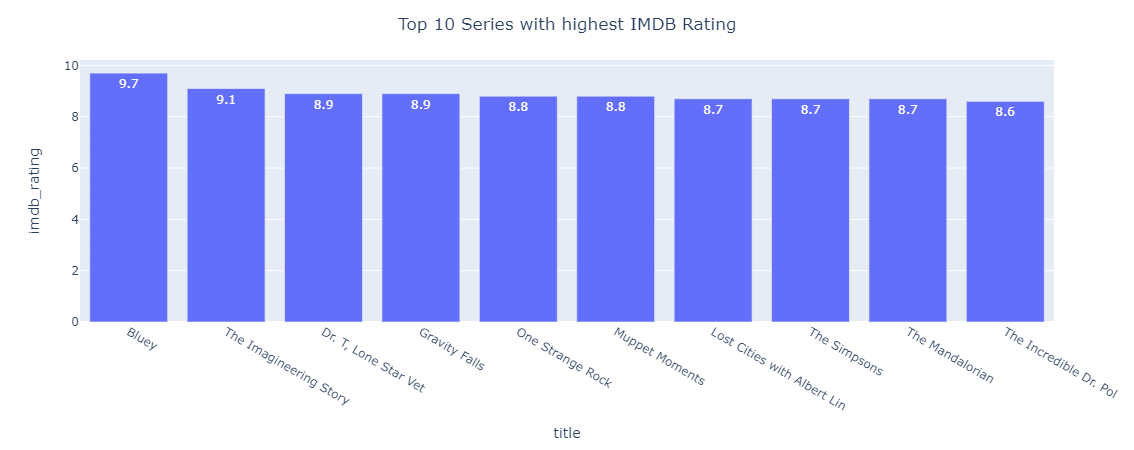 Top 10 Series with highest IMDB Rating
imdb_rating
10
8
6
4
2
0
9.7
9.1
8.9
8.9
8.8
8.8
8.7
8.7
8.7
8.6
Bluey
The Imagineering Story
Dr. T, Lone Star Vet
Gravity Falls
One Strange Rock
Muppet Moments
Lost Cities with Albert Lin
The Simpsons
The Mandalorian
The Incredible Dr. Pol
title